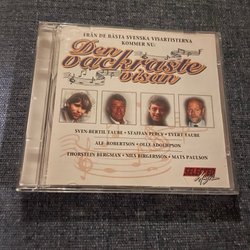 FRÅN DE BÄSTA SVENSKA VISARTISTERNA
KOMMER NU:
Den
vackraste
visan
SVEN-BERTIL TAUBE • STAFFAN PERCY • EVERT TAUBE
ALF ROBERTSON • OLLE ADOLPHSON
THORSTEIN BERGMAN • NILS BÖRGERSSON • MATS PAULSON